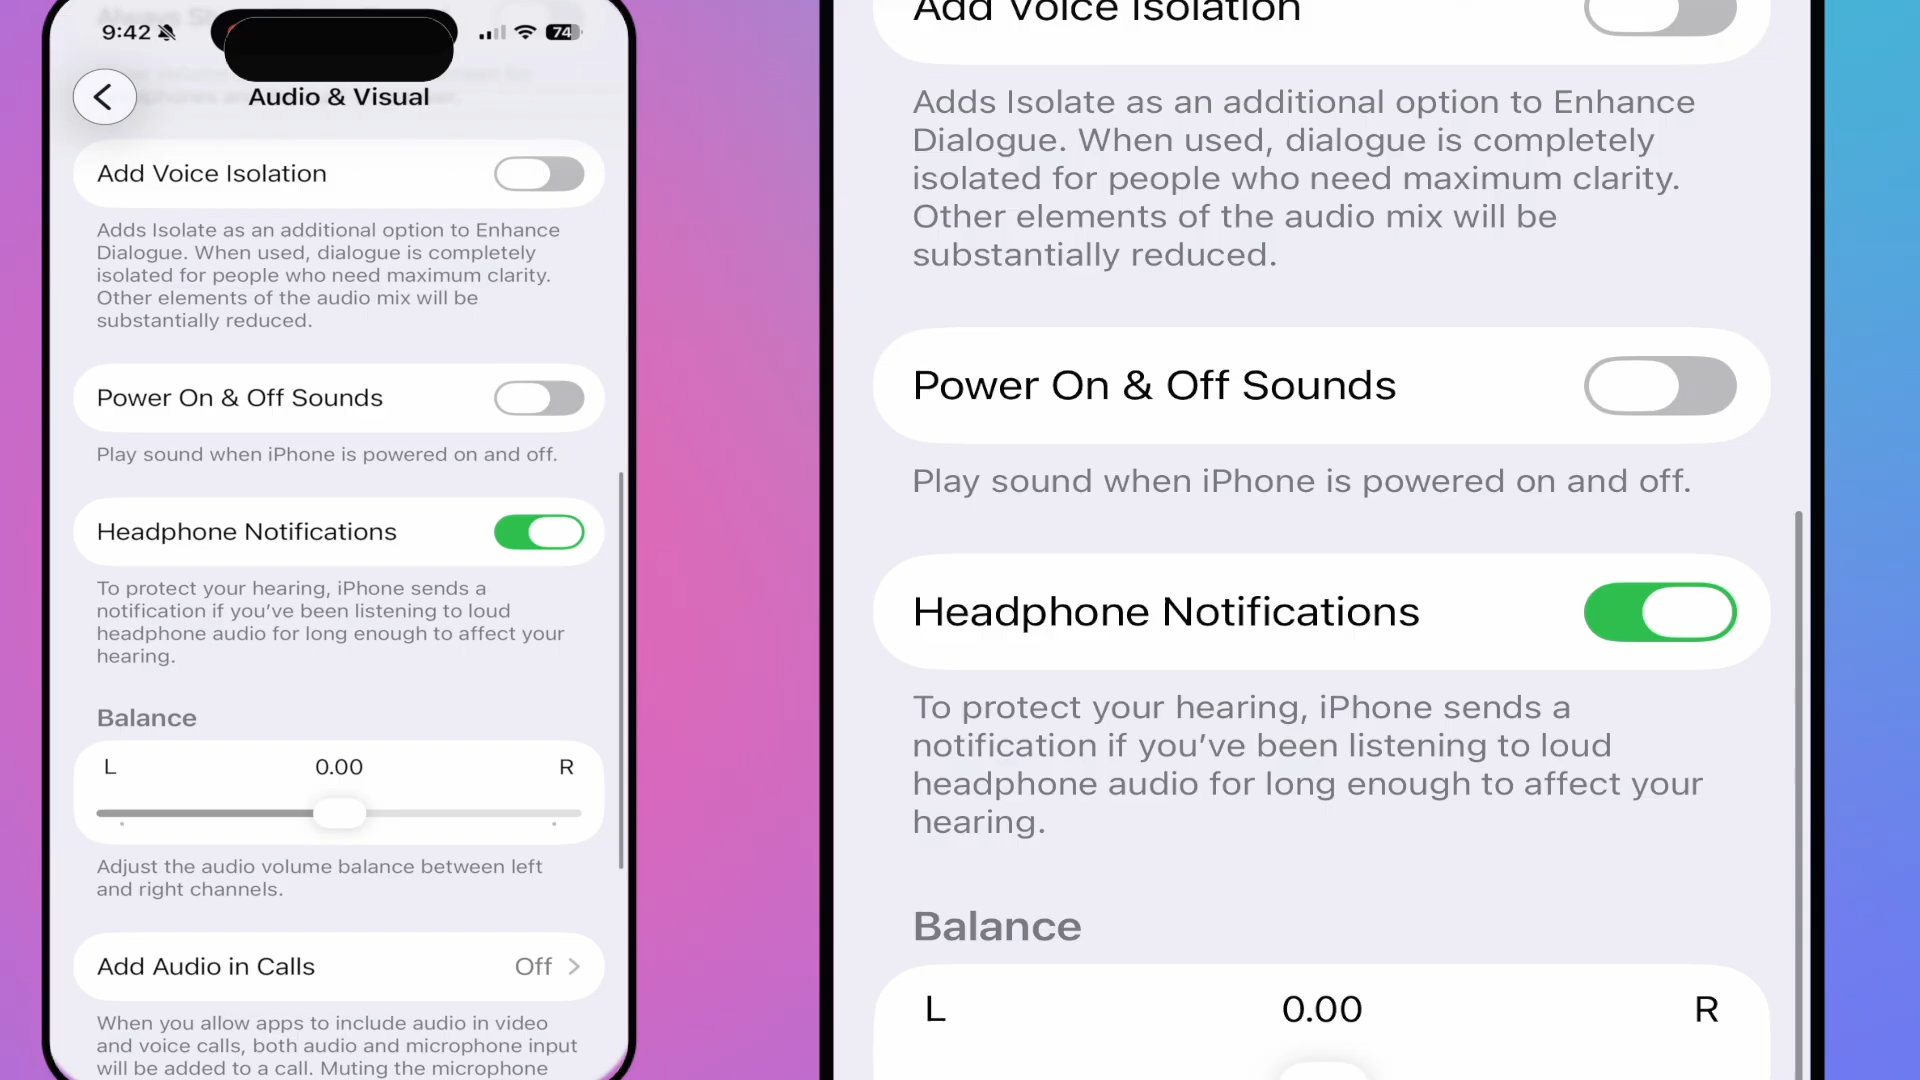 9:42
74
Audio & Visual
Add Voice Isolation
Adds Isolate as an additional option to Enhance
Dialogue. When used, dialogue is completely
isolated for people who need maximum clarity.
Other elements of the audio mix will be
substantially reduced.
Power On & Off Sounds
Play sound when iPhone is powered on and off.
Headphone Notifications
To protect your hearing, iPhone sends a
notification if you’ve been listening to loud
headphone audio for long enough to affect your
hearing.
Balance
L 0.00 R
Adjust the audio volume balance between left
and right channels.
Add Audio in Calls Off
When you allow apps to include audio in video
and voice calls, both audio and microphone input
will be added to a call. Muting the microphone
Add Voice Isolation
Adds Isolate as an additional option to Enhance
Dialogue. When used, dialogue is completely
isolated for people who need maximum clarity.
Other elements of the audio mix will be
substantially reduced.
Power On & Off Sounds
Play sound when iPhone is powered on and off.
Headphone Notifications
To protect your hearing, iPhone sends a
notification if you’ve been listening to loud
headphone audio for long enough to affect your
hearing.
Balance
L 0.00 R